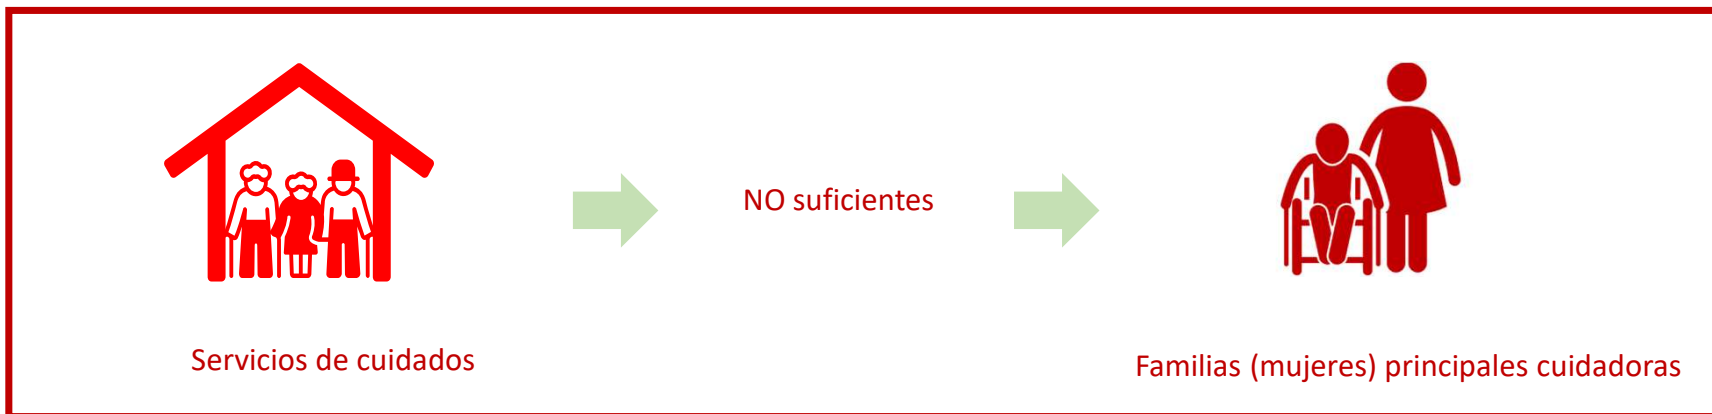 NO suficientes
Servicios de cuidados
Familias (mujeres) principales cuidadoras